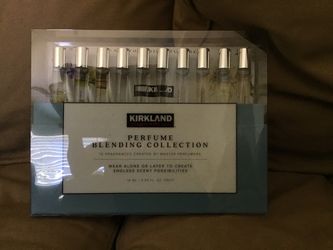 KIRKLAND
PERFUME
BLENDING COLLECTION
10 FRAGRANCES CREATED BY MASTER PERFUMERS
WEAR ALONE OR LAYER TO CREATE
ENDLESS SCENT POSSIBILITIES